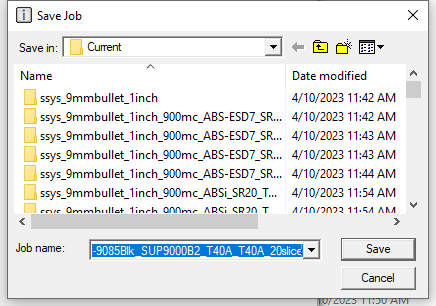 Save Job
Save in: Current
Name Date modified
ssys_9mmbullet_1inch 4/10/2023 11:42 AM
ssys_9mmbullet_1inch_900mc_ABS-ESD7_SR... 4/10/2023 11:42 AM
ssys_9mmbullet_1inch_900mc_ABS-ESD7_SR... 4/10/2023 11:43 AM
ssys_9mmbullet_1inch_900mc_ABS-ESD7_SR... 4/10/2023 11:43 AM
ssys_9mmbullet_1inch_900mc_ABS-ESD7_SR... 4/10/2023 11:44 AM
ssys_9mmbullet_1inch_900mc_ABSi_SR20_T... 4/10/2023 11:54 AM
ssys_9mmbullet_1inch_900mc_ABSi_SR20_T... 4/10/2023 11:54 AM
Job name: -9085Blk_SUP9000B2_T40A_T40A_20slice Save
Cancel
/2023 11:50 AM